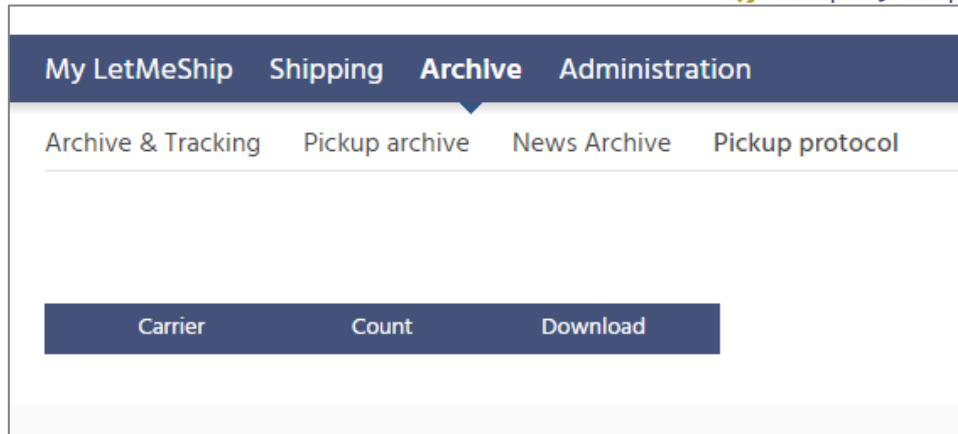 My LetMeShip Shipping Archive Administration
Archive & Tracking Pickup archive News Archive Pickup protocol
Carrier Count Download